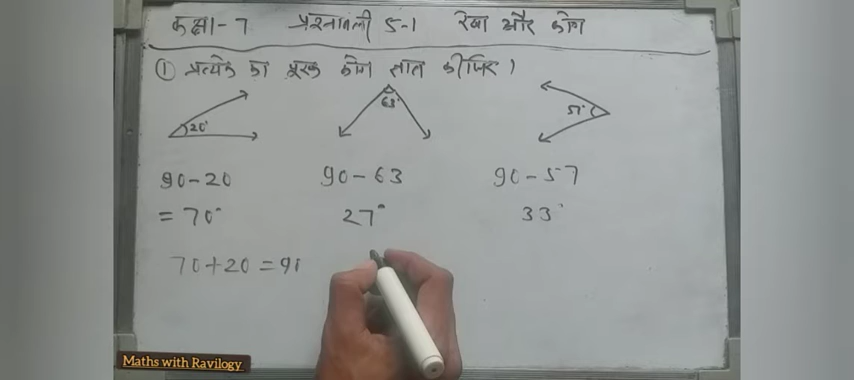 कक्षा-7 प्रश्नावली 5.1 रेखा और कोण
① प्रत्येक का पूरक कोण ज्ञात कीजिए।
20° 63° 57°
90-20 90-63 90-57
=70° 27° 33°
70+20=90
Maths with Ravilogy